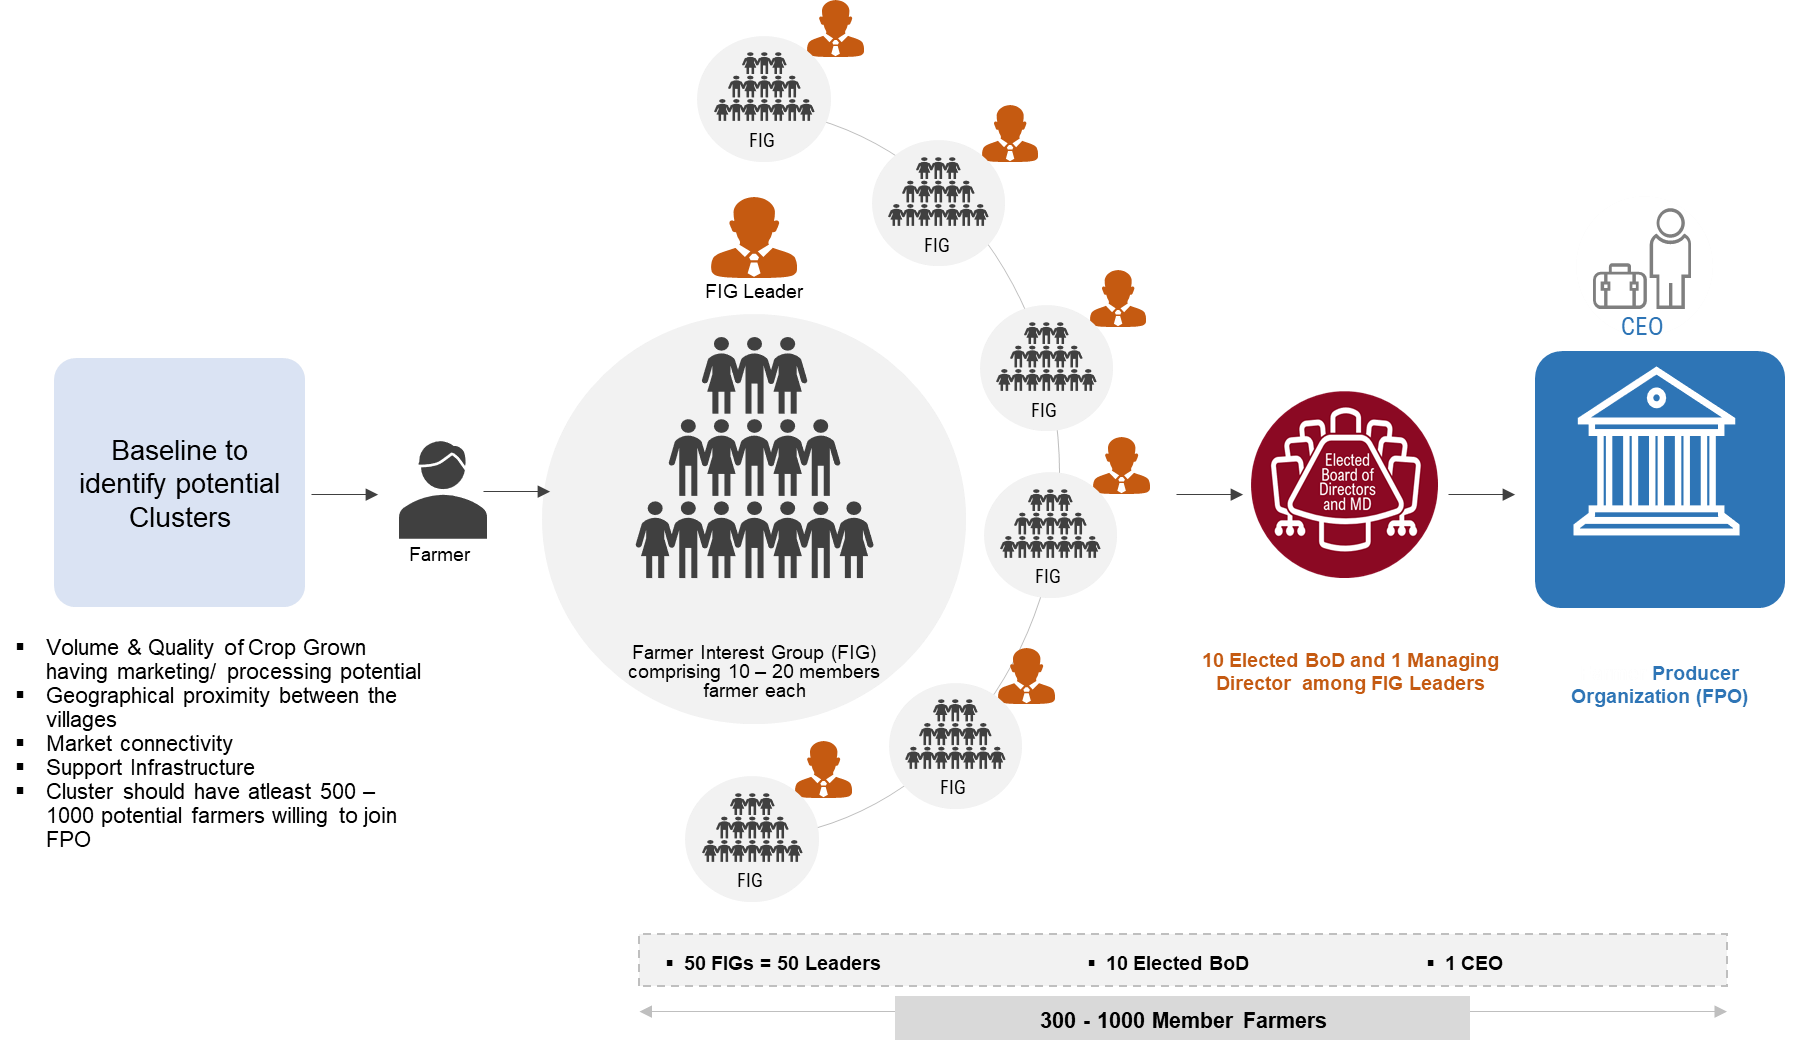 FIG
FIG
FIG Leader
CEO
FIG
Baseline to
identify potential
Clusters
Farmer
Elected
Board of
Directors
and MD
FIG
▪ Volume & Quality of Crop Grown
having marketing/ processing potential
▪ Geographical proximity between the
villages
▪ Market connectivity
▪ Support Infrastructure
▪ Cluster should have atleast 500 –
1000 potential farmers willing to join
FPO
Farmer Interest Group (FIG)
comprising 10 – 20 members
farmer each
10 Elected BoD and 1 Managing
Director among FIG Leaders
Producer
Organization (FPO)
FIG
FIG
▪ 50 FIGs = 50 Leaders
▪ 10 Elected BoD
▪ 1 CEO
300 - 1000 Member Farmers